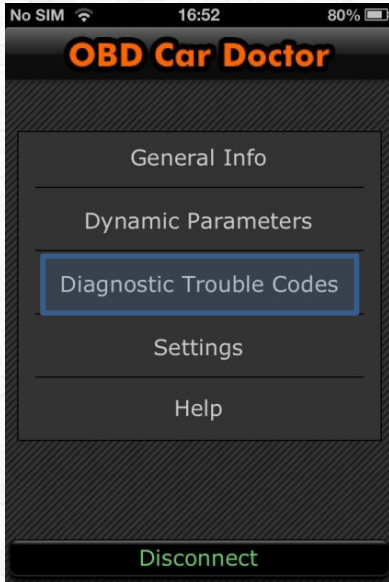 No SIM 16:52 80%
OBD Car Doctor
General Info
Dynamic Parameters
Diagnostic Trouble Codes
Settings
Help
Disconnect